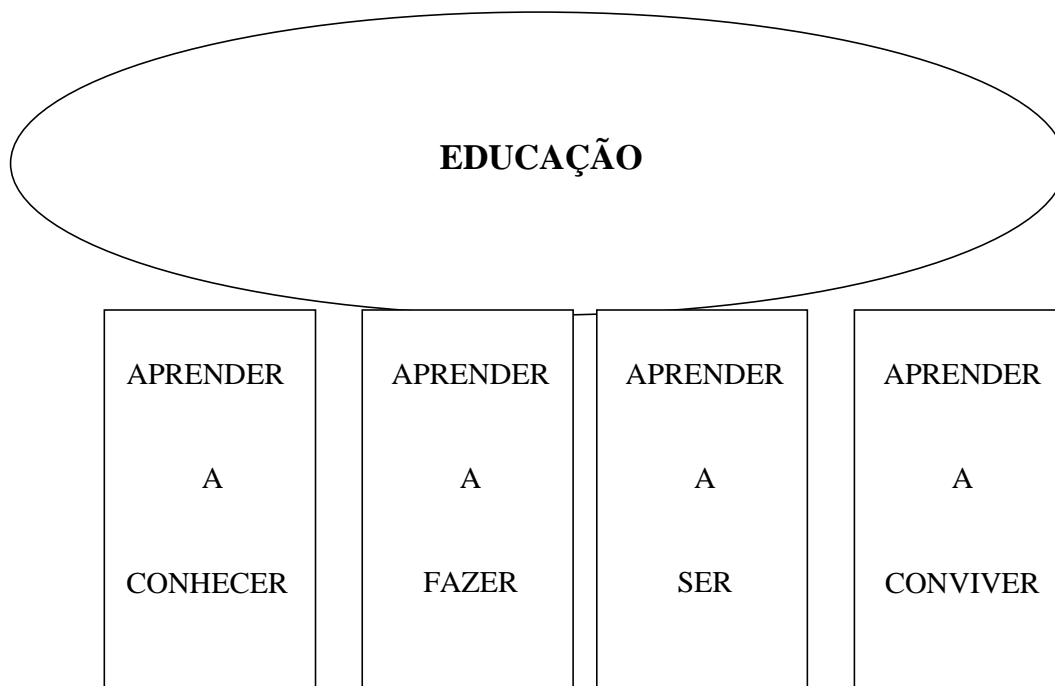 EDUCAÇÃO
APRENDER
A
CONHECER
APRENDER
A
FAZER
APRENDER
A
SER
APRENDER
A
CONVIVER